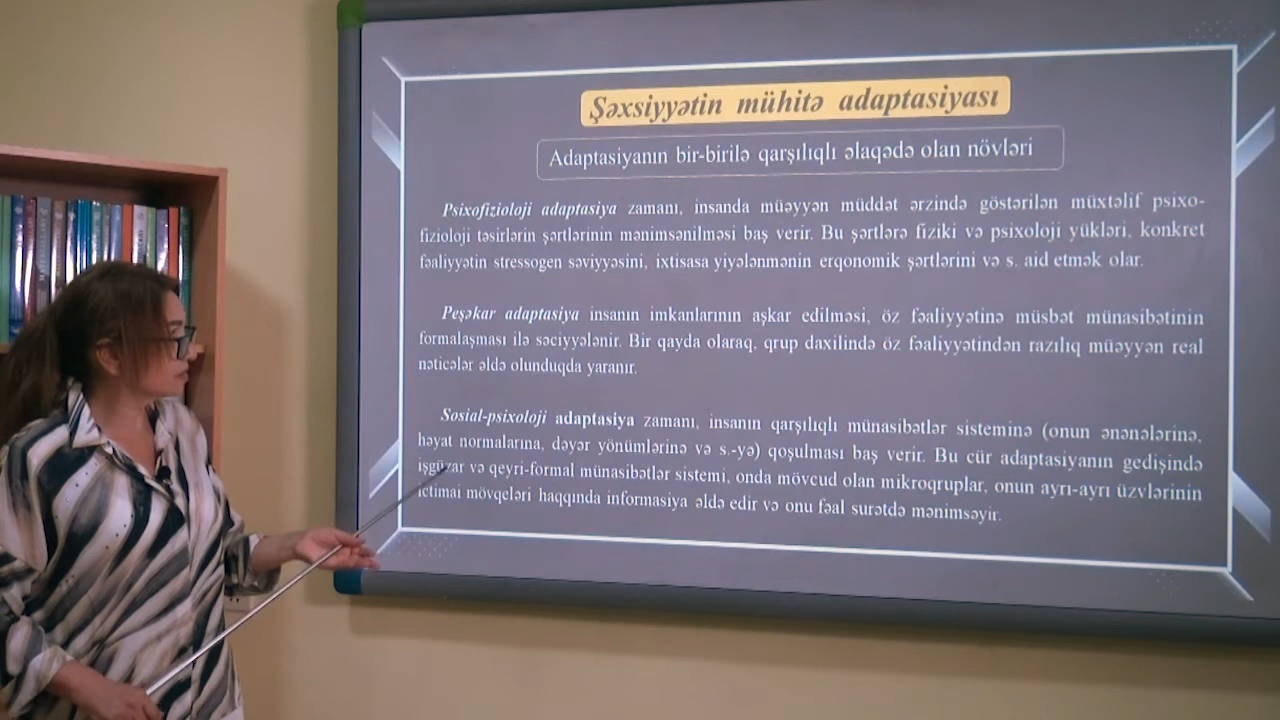 Şəxsiyyətin mühitə adaptasiyası
Adaptasiyanın bir-birilə qarşılıqlı əlaqədə olan növləri
Psixofizioloji adaptasiya zamanı, insanda müəyyən müddət ərzində göstərilən müxtəlif psixo-
fizioloji təsirlərin şərtlərinin mənimsənilməsi baş verir. Bu şərtlərə fiziki və psixoloji yükləri, konkret
fəaliyyətin stressogen səviyyəsini, ixtisasa yiyələnmənin erqonomik şərtlərini və s. aid etmək olar.
Peşəkar adaptasiya insanın imkanlarının aşkar edilməsi, öz fəaliyyətinə müsbət münasibətinin
formalaşması ilə səciyyələnir. Bir qayda olaraq, qrup daxilində öz fəaliyyətindən razılıq müəyyən real
nəticələr əldə olunduqda yaranır.
Sosial-psixoloji adaptasiya zamanı, insanın qarşılıqlı münasibətlər sisteminə (onun ənənələrinə,
həyat normalarına, dəyər yönümlərinə və s.-yə) qoşulması baş verir. Bu cür adaptasiyanın gedişində
işgüzar və qeyri-formal münasibətlər sistemi, onda mövcud olan mikroqruplar, onun ayrı-ayrı üzvlərinin
ictimai mövqeləri haqqında informasiya əldə edir və onu fəal surətdə mənimsəyir.